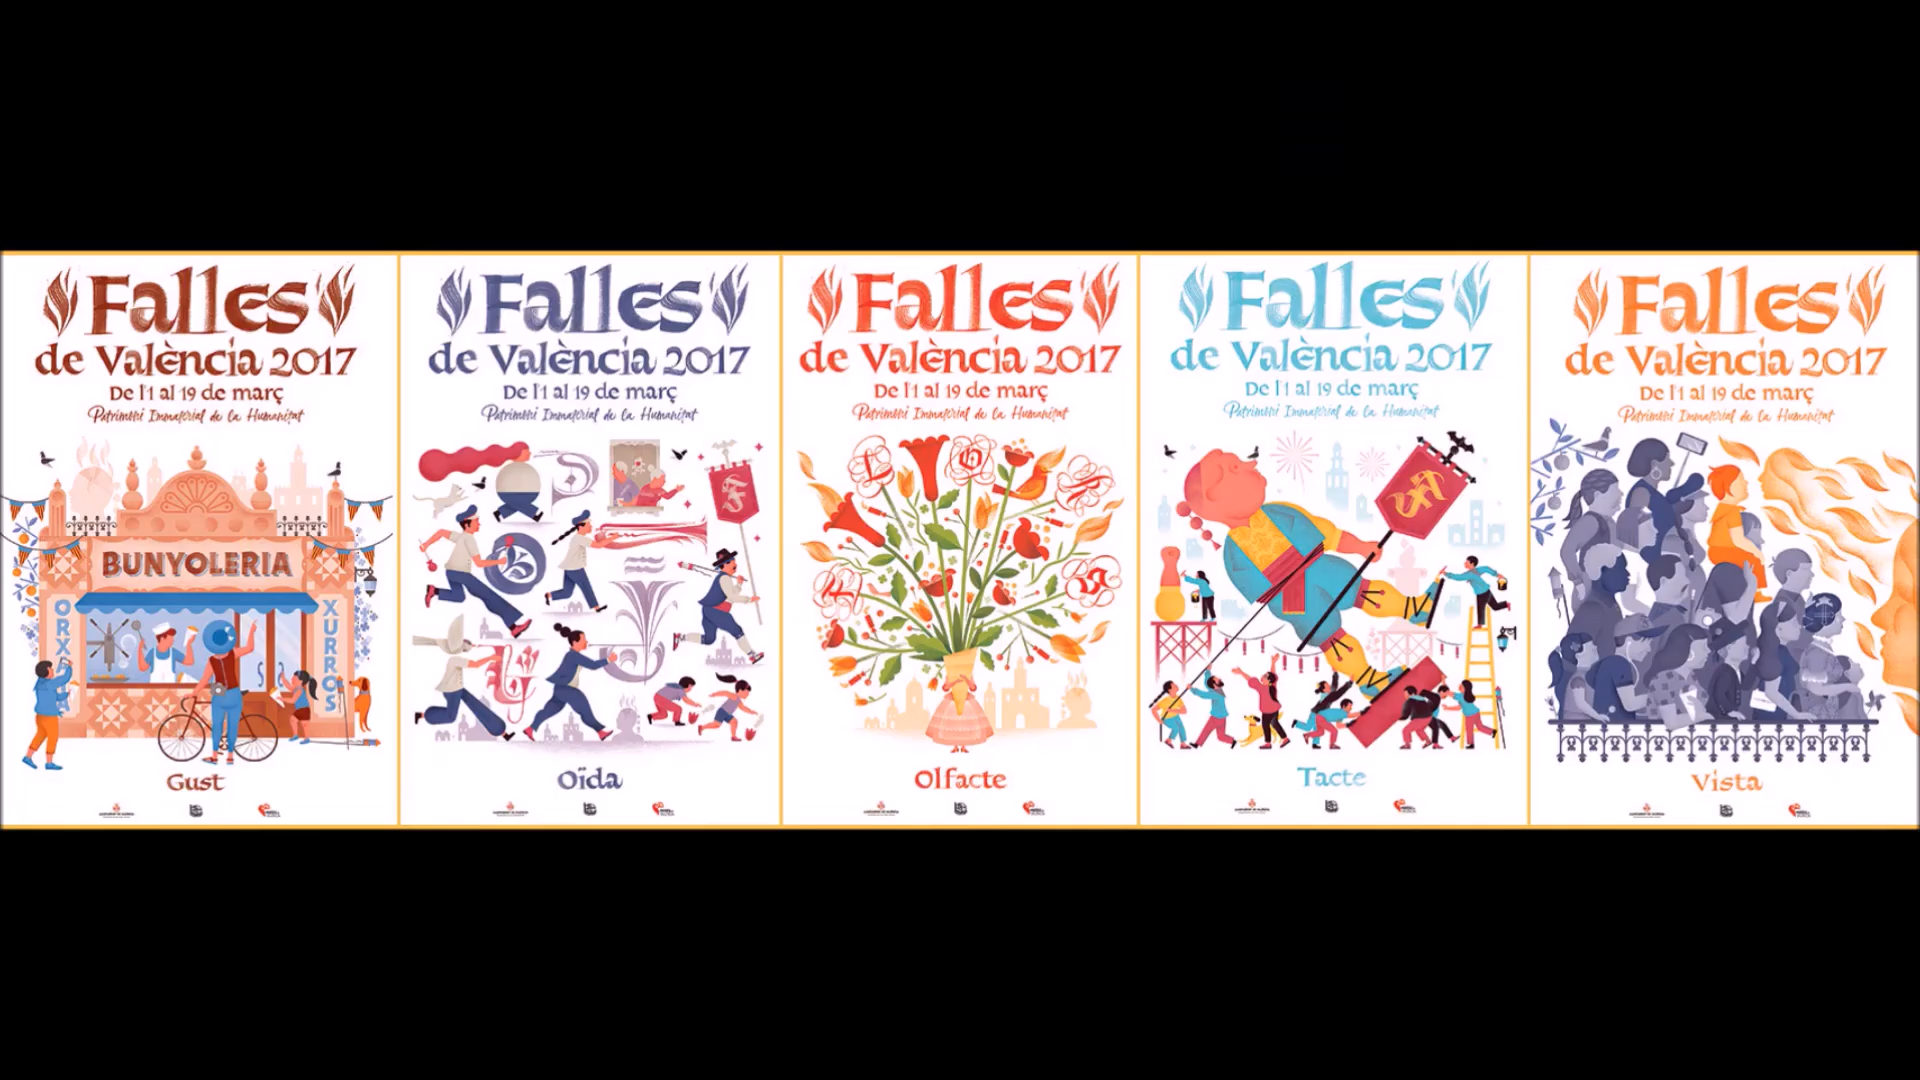 Falles
de València 2017
De l'1 al 19 de març
Patrimoni Immaterial de la Humanitat
BUNYOLERIA
ORXA
XURROS
Gust
Falles
de València 2017
De l'1 al 19 de març
Patrimoni Immaterial de la Humanitat
F
Oïda
Falles
de València 2017
De l'1 al 19 de març
Patrimoni Immaterial de la Humanitat
Olfacte
Falles
de València 2017
De l'1 al 19 de març
Patrimoni Immaterial de la Humanitat
Tacte
Falles
de València 2017
De l'1 al 19 de març
Patrimoni Immaterial de la Humanitat
Vista